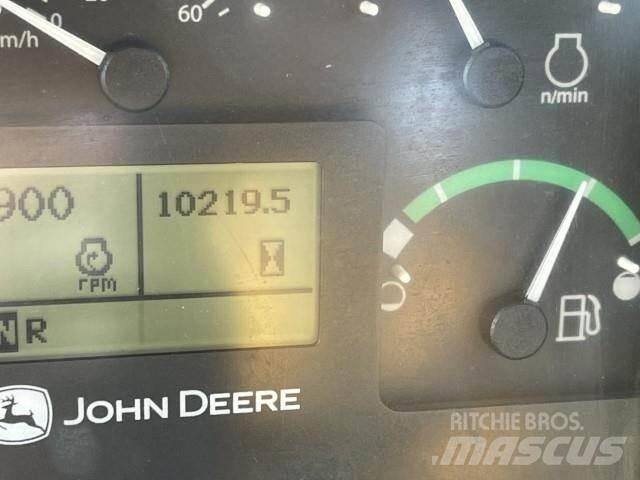 60
n/min
900
10219.5
rpm
N R
JOHN DEERE
RITCHIE BROS.
MASCUS